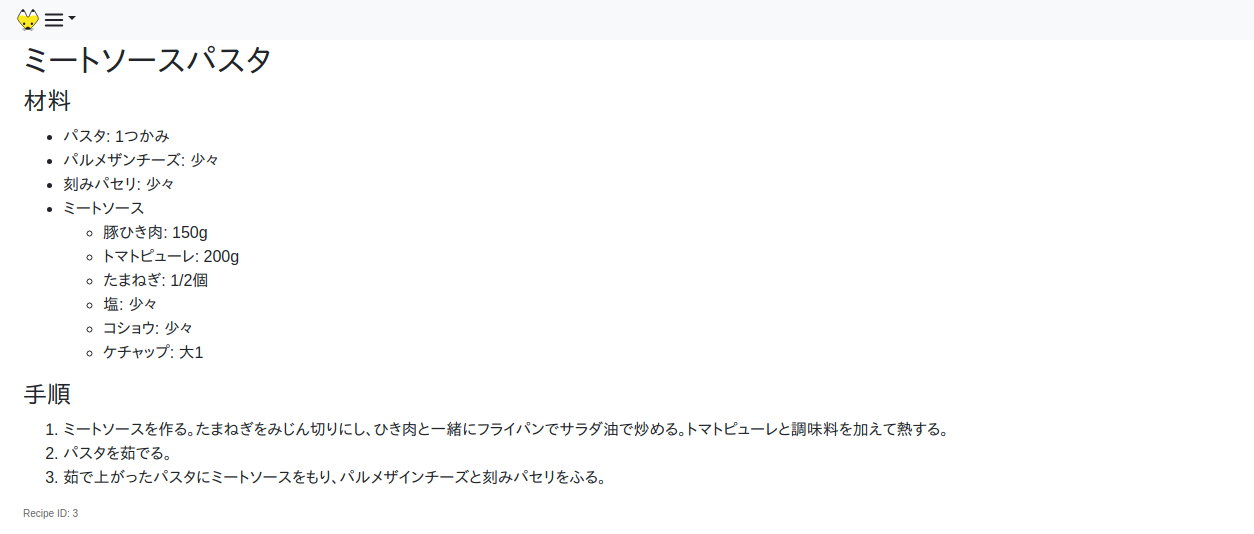 ミートソースパスタ
材料
パスタ: 1つかみ
パルメザンチーズ: 少々
刻みパセリ: 少々
ミートソース
豚ひき肉: 150g
トマトピューレ: 200g
たまねぎ: 1/2個
塩: 少々
コショウ: 少々
ケチャップ: 大1
手順
1. ミートソースを作る。たまねぎをみじん切りにし、ひき肉と一緒にフライパンでサラダ油で炒める。トマトピューレと調味料を加えて熱する。
2. パスタを茹でる。
3. 茹で上がったパスタにミートソースをもり、パルメザインチーズと刻みパセリをふる。
Recipe ID: 3